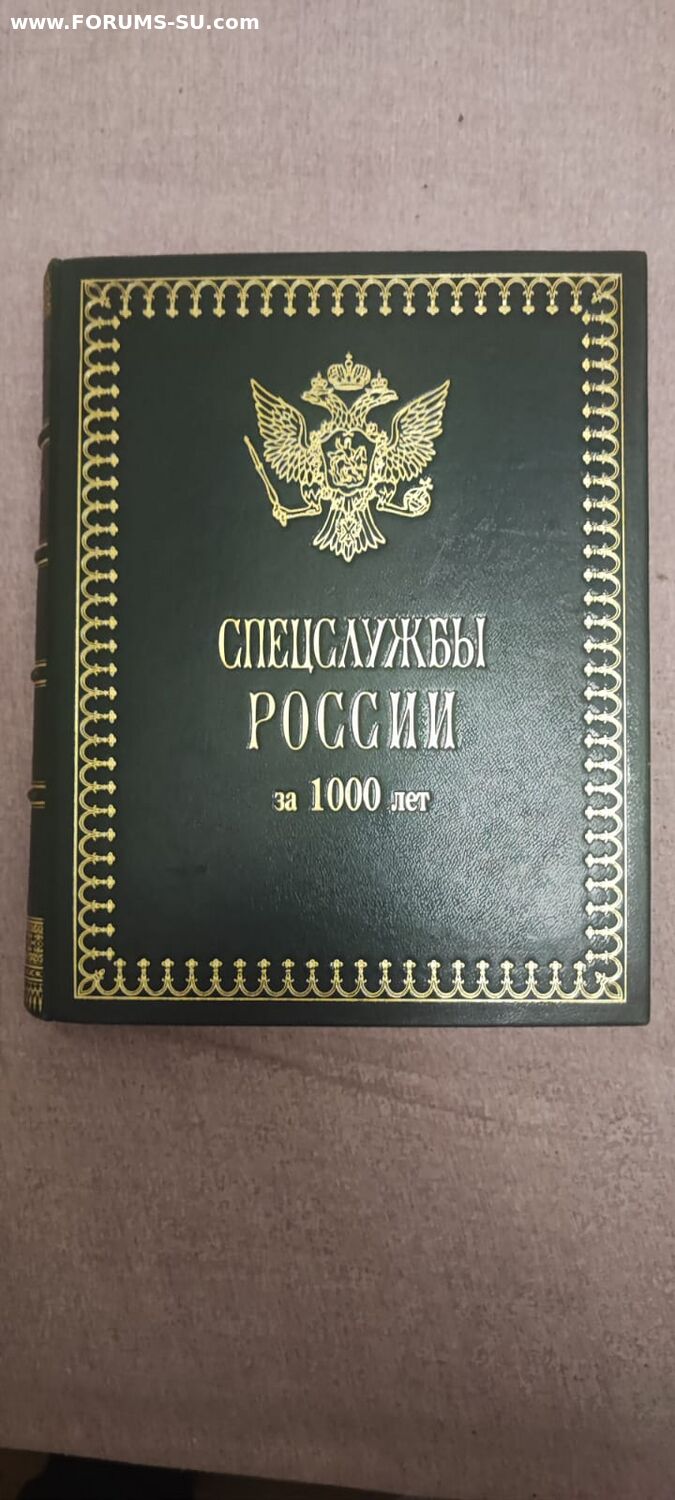 www.FORUMS-SU.com
СПЕЦСЛУЖБЫ
РОССИИ
за 1000 лет